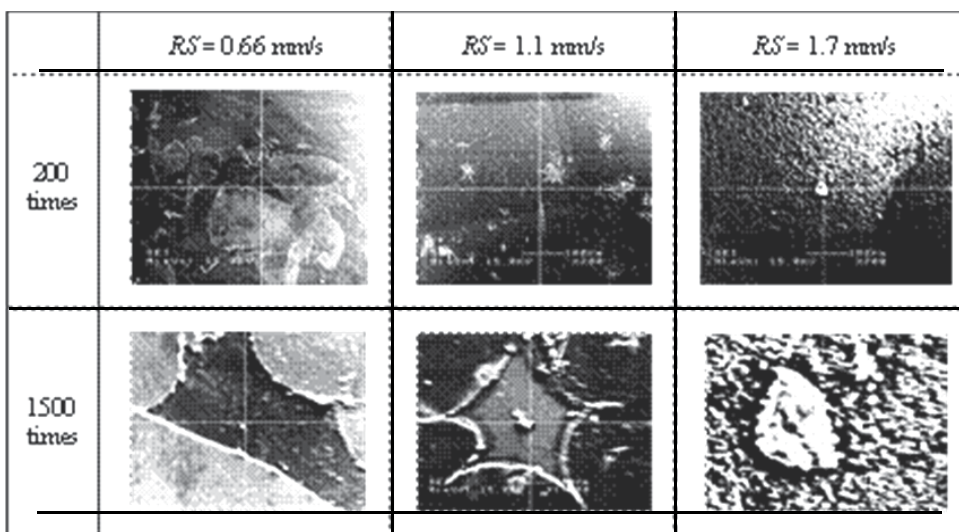 RS = 0.66 mm/s
RS = 1.1 mm/s
RS = 1.7 mm/s
200
times
1500
times